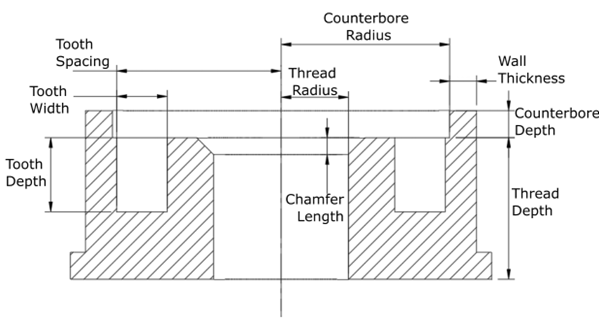 Counterbore
Radius
Tooth
Spacing
Thread
Radius
Wall
Thickness
Tooth
Width
Counterbore
Depth
Tooth
Depth
Chamfer
Length
Thread
Depth